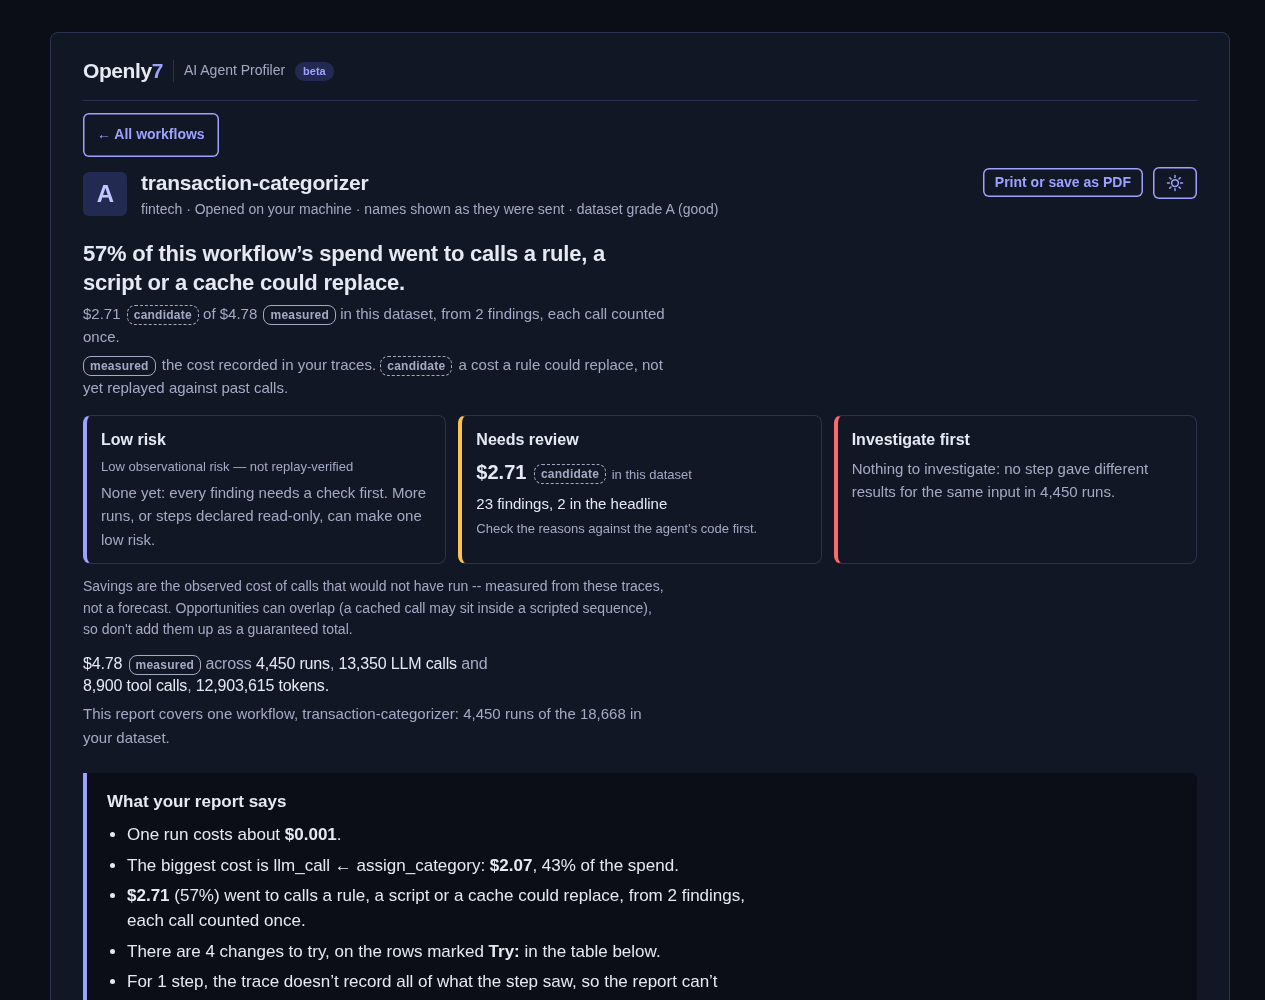 Openly7 AI Agent Profiler beta
← All workflows
A
transaction-categorizer
fintech · Opened on your machine · names shown as they were sent · dataset grade A (good)
Print or save as PDF
57% of this workflow’s spend went to calls a rule, a
script or a cache could replace.
$2.71 candidate of $4.78 measured in this dataset, from 2 findings, each call counted
once.
measured the cost recorded in your traces. candidate a cost a rule could replace, not
yet replayed against past calls.
Low risk
Low observational risk — not replay-verified
None yet: every finding needs a check first. More
runs, or steps declared read-only, can make one
low risk.
Needs review
$2.71 candidate in this dataset
23 findings, 2 in the headline
Check the reasons against the agent’s code first.
Investigate first
Nothing to investigate: no step gave different
results for the same input in 4,450 runs.
Savings are the observed cost of calls that would not have run -- measured from these traces,
not a forecast. Opportunities can overlap (a cached call may sit inside a scripted sequence),
so don't add them up as a guaranteed total.
$4.78 measured across 4,450 runs, 13,350 LLM calls and
8,900 tool calls, 12,903,615 tokens.
This report covers one workflow, transaction-categorizer: 4,450 runs of the 18,668 in
your dataset.
What your report says
• One run costs about $0.001.
• The biggest cost is llm_call ← assign_category: $2.07, 43% of the spend.
• $2.71 (57%) went to calls a rule, a script or a cache could replace, from 2 findings,
each call counted once.
• There are 4 changes to try, on the rows marked Try: in the table below.
• For 1 step, the trace doesn’t record all of what the step saw, so the report can’t